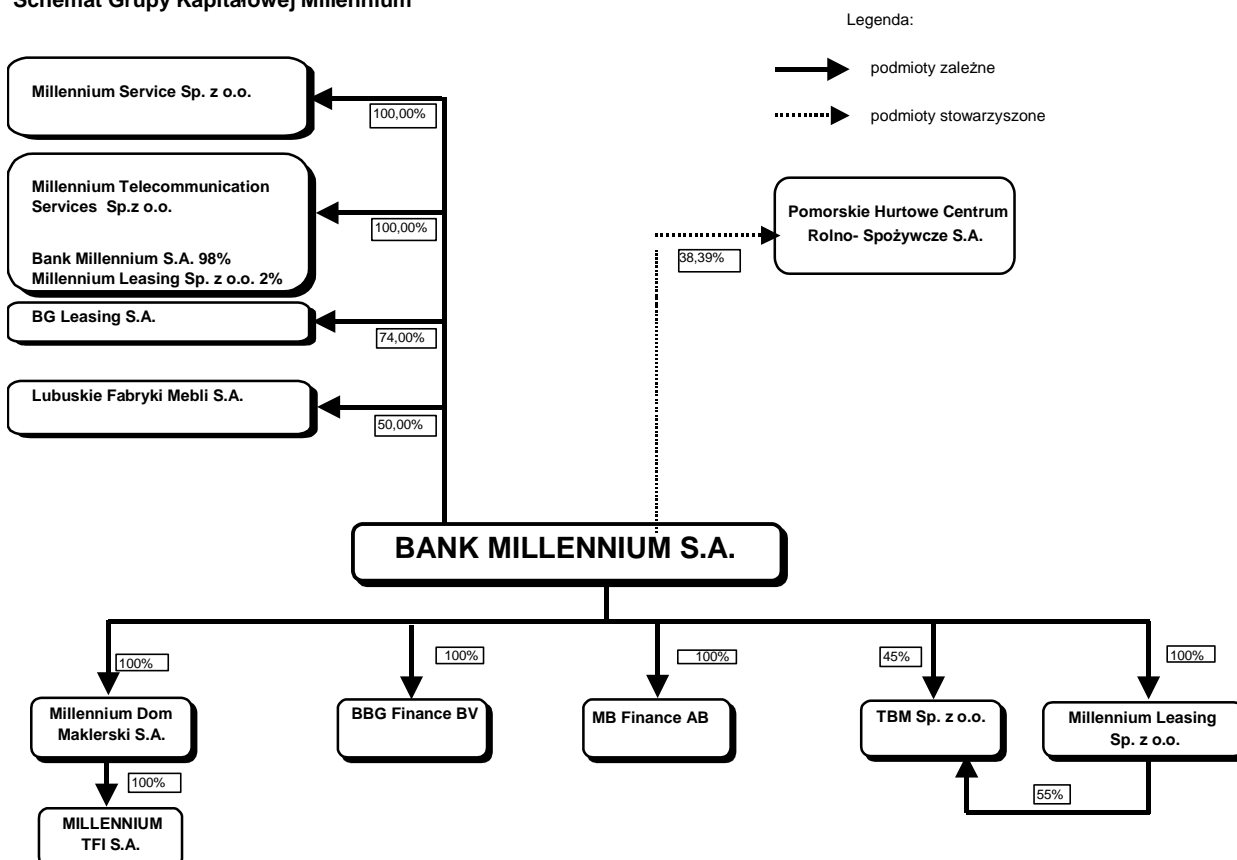 Schemat Grupy Kapitałowej Millennium
Legenda:
podmioty zależne
podmioty stowarzyszone
Millennium Service Sp. z o.o.
100,00%
Millennium Telecommunication
Services Sp.z o.o.
Bank Millennium S.A. 98%
Millennium Leasing Sp. z o.o. 2%
100,00%
BG Leasing S.A.
74,00%
Lubuskie Fabryki Mebli S.A.
50,00%
Pomorskie Hurtowe Centrum
Rolno- Spożywcze S.A.
38,39%
BANK MILLENNIUM S.A.
100%
100%
100%
45%
100%
Millennium Dom
Maklerski S.A.
BBG Finance BV
MB Finance AB
TBM Sp. z o.o.
Millennium Leasing
Sp. z o.o.
100%
55%
MILLENNIUM
TFI S.A.